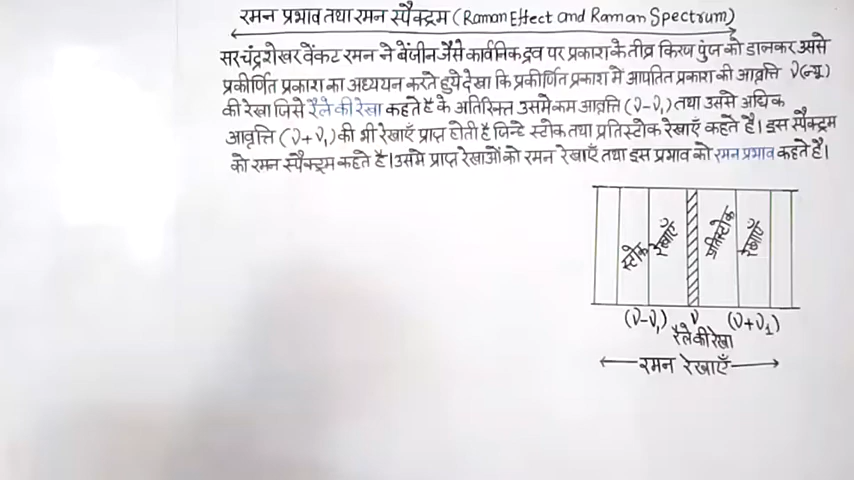 रमन प्रभाव तथा रमन स्पैक्ट्रम (Raman Effect and Raman Spectrum)
सर चंद्रशेखर वेंकट रमन ने बेंजीन जैसे कार्वनिक द्रव पर प्रकाश के तीव्र किरण पुंज को डालकर उससे
प्रकीर्णित प्रकाश का अध्ययन करते हुये देखा कि प्रकीर्णित प्रकाश में आपतित प्रकाश की आवृत्ति ν (न्यू)
की रेखा जिसे रैले की रेखा कहते है के अतिरिक्त उसमे कम आवृत्ति (ν-ν₁) तथा उससे अधिक
आवृत्ति (ν+ν₁) की भी रेखाएँ प्राप्त होती है जिन्हे स्टोक तथा प्रतिस्टोक रेखाएँ कहते है। इस स्पैक्ट्रम
को रमन स्पैक्ट्रम कहते है। उसमे प्राप्त रेखाओं को रमन रेखाएँ तथा इस प्रभाव को रमन प्रभाव कहते है।
स्टोक रेखाएँ
प्रतिस्टोक रेखाएँ
(ν-ν₁) ν (ν+ν₁)
रैले की रेखा
रमन रेखाएँ